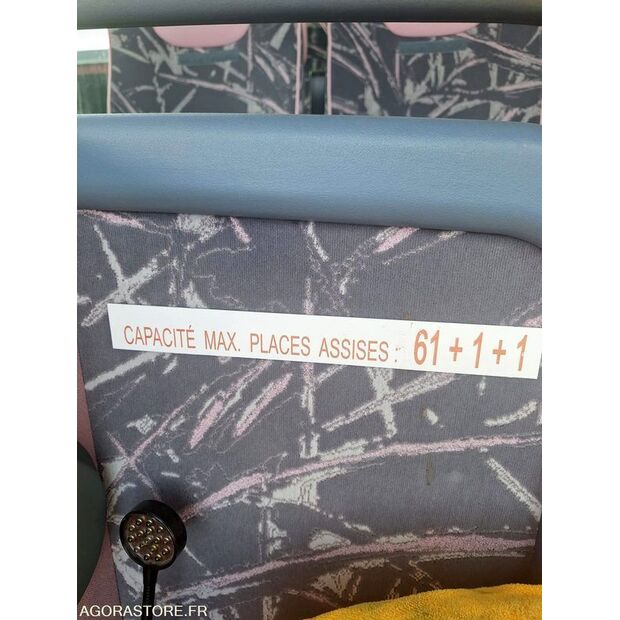 CAPACITÉ MAX. PLACES ASSISES : 61 + 1 + 1
AGORASTORE.FR